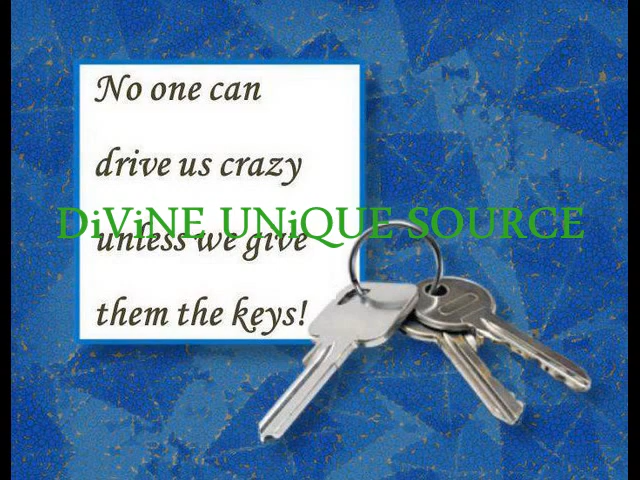 No one can
drive us crazy
DiViNE UNiQUE SOURCE
unless we give
them the keys!